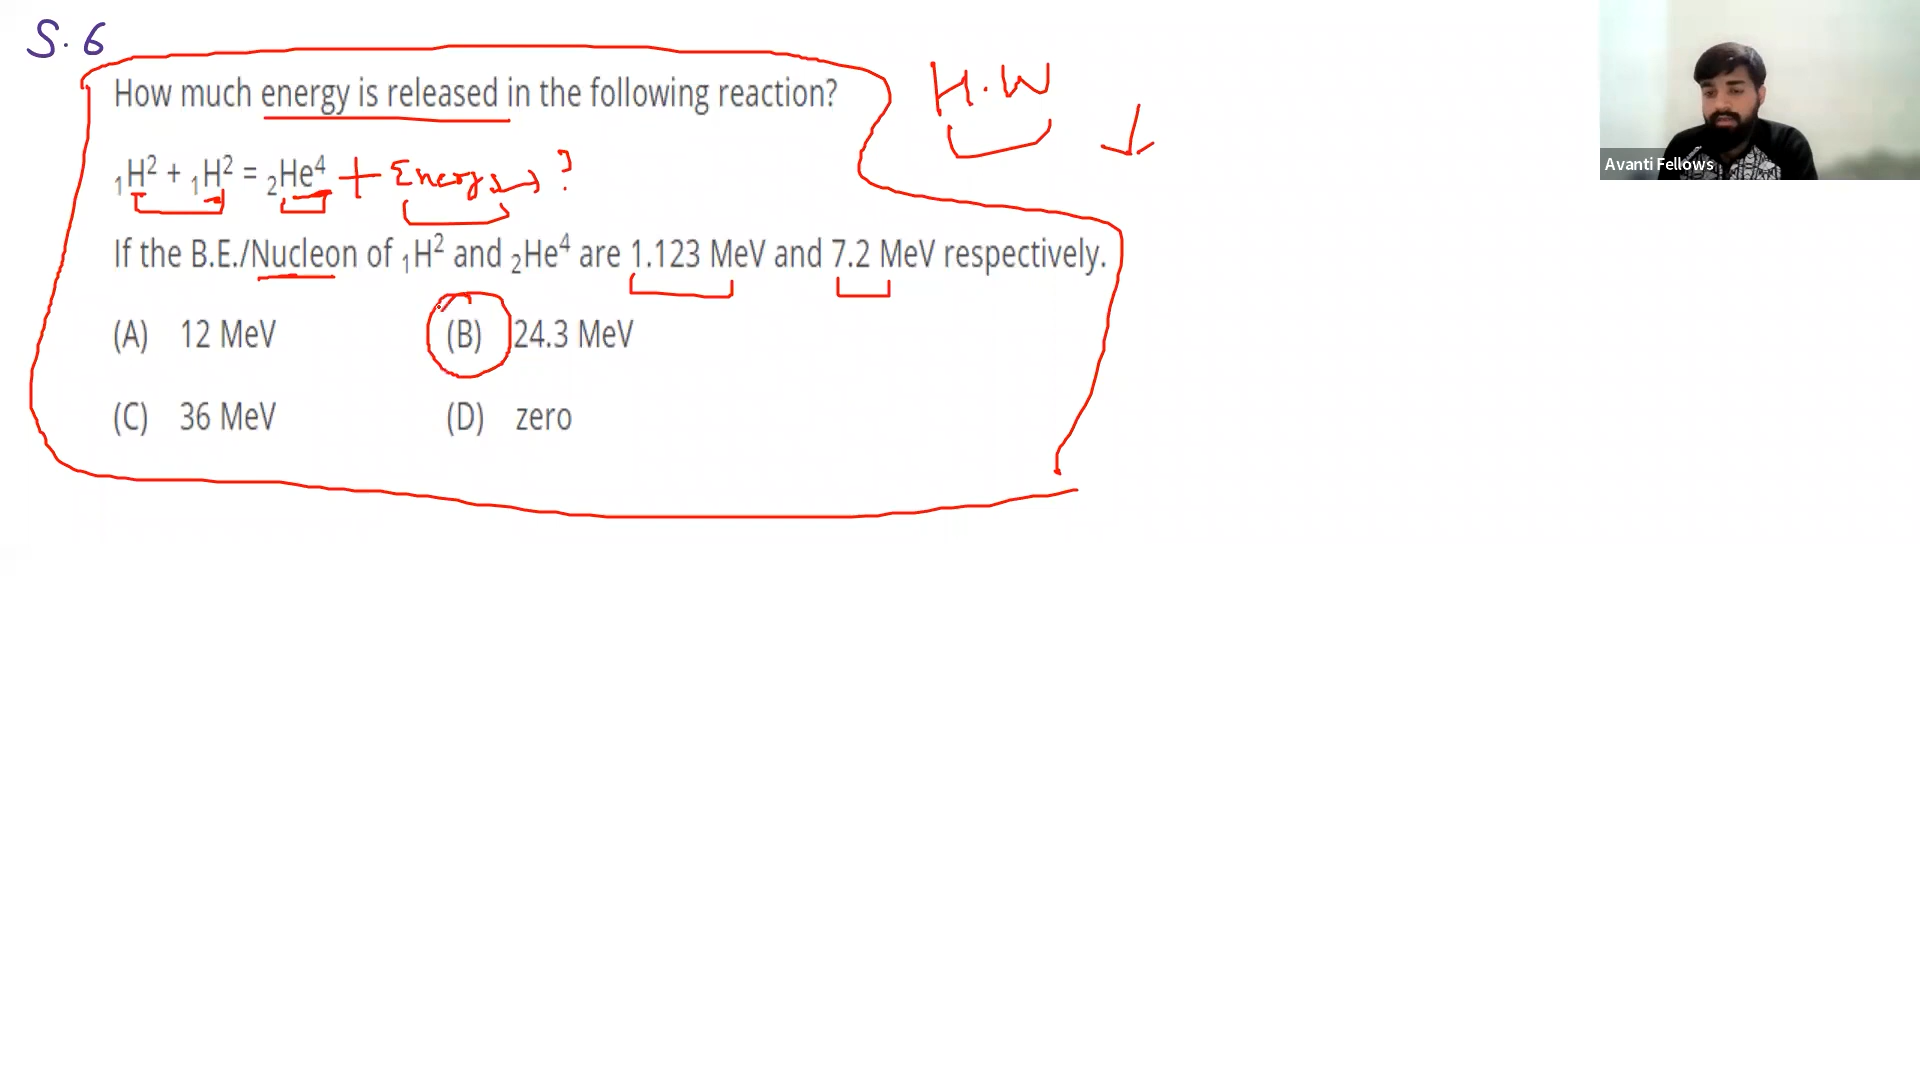 S.6
How much energy is released in the following reaction?
H.W
₁H² + ₁H² = ₂He⁴ + Energy → ?
If the B.E./Nucleon of ₁H² and ₂He⁴ are 1.123 MeV and 7.2 MeV respectively.
(A) 12 MeV (B) 24.3 MeV
(C) 36 MeV (D) zero
Avanti Fellows